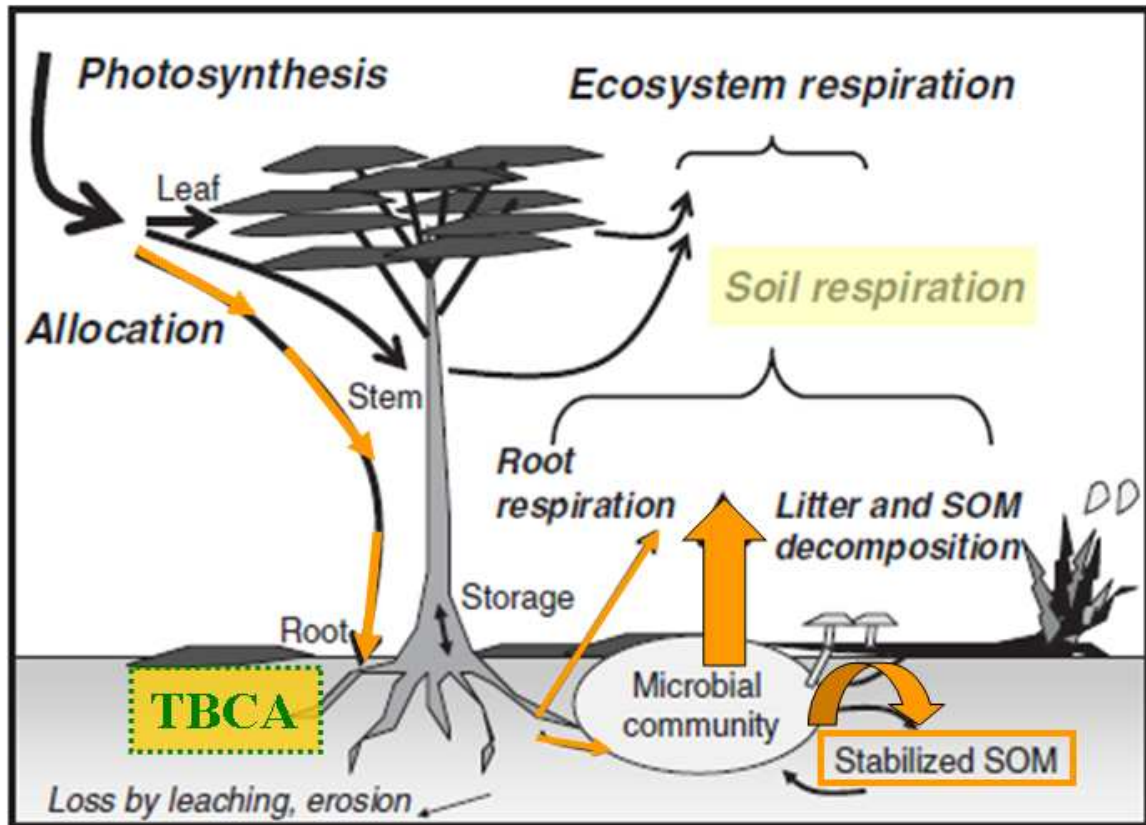 Photosynthesis
Ecosystem respiration
Leaf
Soil respiration
Allocation
Stem
Root
respiration
Litter and SOM
decomposition
Storage
Root
TBCA
Microbial
community
Stabilized SOM
Loss by leaching, erosion